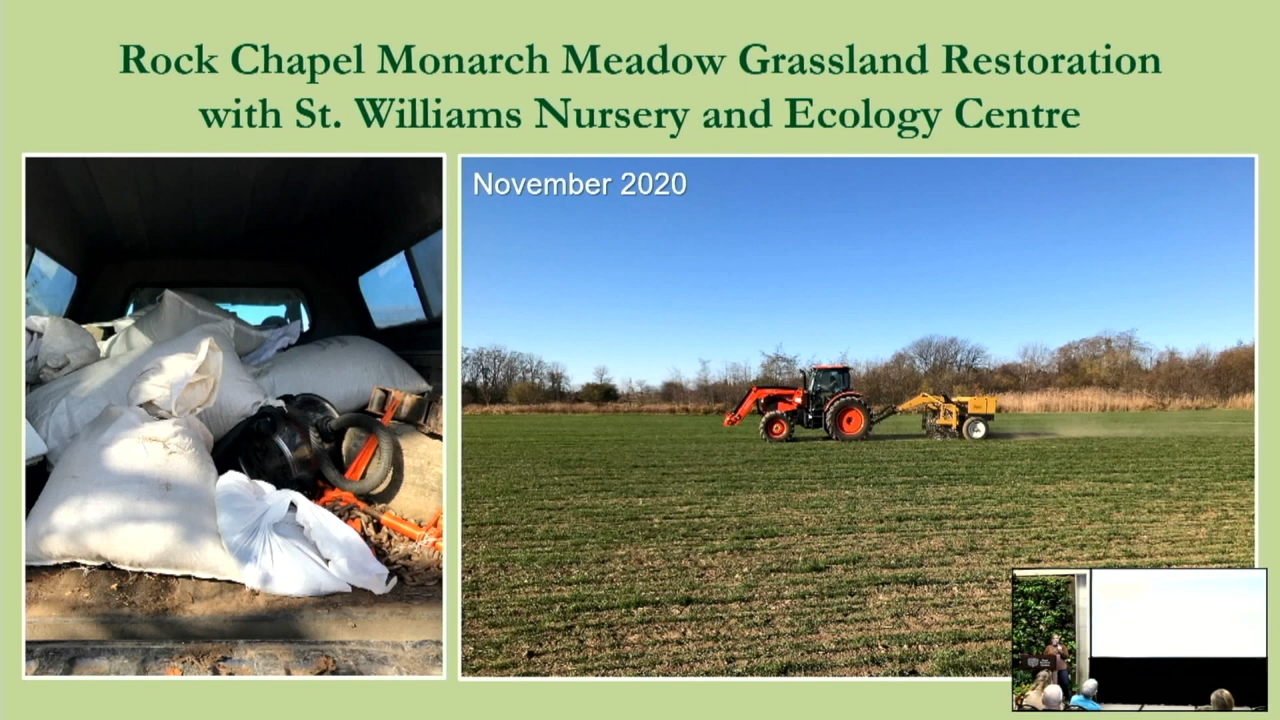 Rock Chapel Monarch Meadow Grassland Restoration
with St. Williams Nursery and Ecology Centre
November 2020